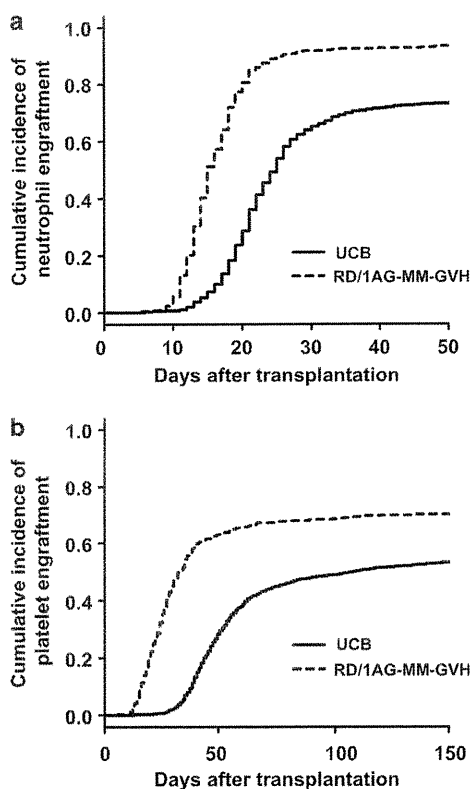 a
Cumulative incidence of
neutrophil engraftment
1.0
0.8
0.6
0.4
0.2
0.0
UCB
RD/1AG-MM-GVH
0 10 20 30 40 50
Days after transplantation
b
Cumulative incidence of
platelet engraftment
1.0
0.8
0.6
0.4
0.2
0.0
UCB
RD/1AG-MM-GVH
0 50 100 150
Days after transplantation